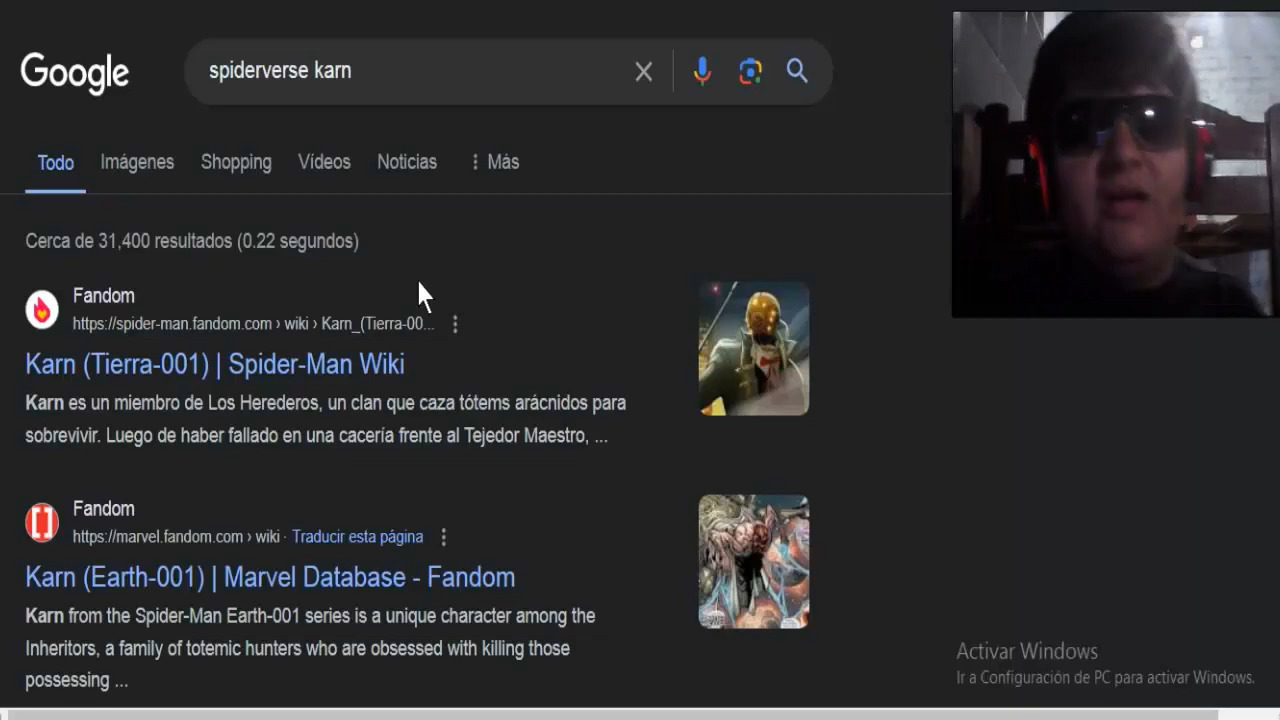 Google
spiderverse karn
Todo Imágenes Shopping Vídeos Noticias Más
Cerca de 31,400 resultados (0.22 segundos)
Fandom
https://spider-man.fandom.com › wiki › Karn_(Tierra-00...
Karn (Tierra-001) | Spider-Man Wiki
Karn es un miembro de Los Herederos, un clan que caza tótems arácnidos para
sobrevivir. Luego de haber fallado en una cacería frente al Tejedor Maestro, ...
Fandom
https://marvel.fandom.com › wiki · Traducir esta página
Karn (Earth-001) | Marvel Database - Fandom
Karn from the Spider-Man Earth-001 series is a unique character among the
Inheritors, a family of totemic hunters who are obsessed with killing those
possessing ...
Activar Windows
Ir a Configuración de PC para activar Windows.